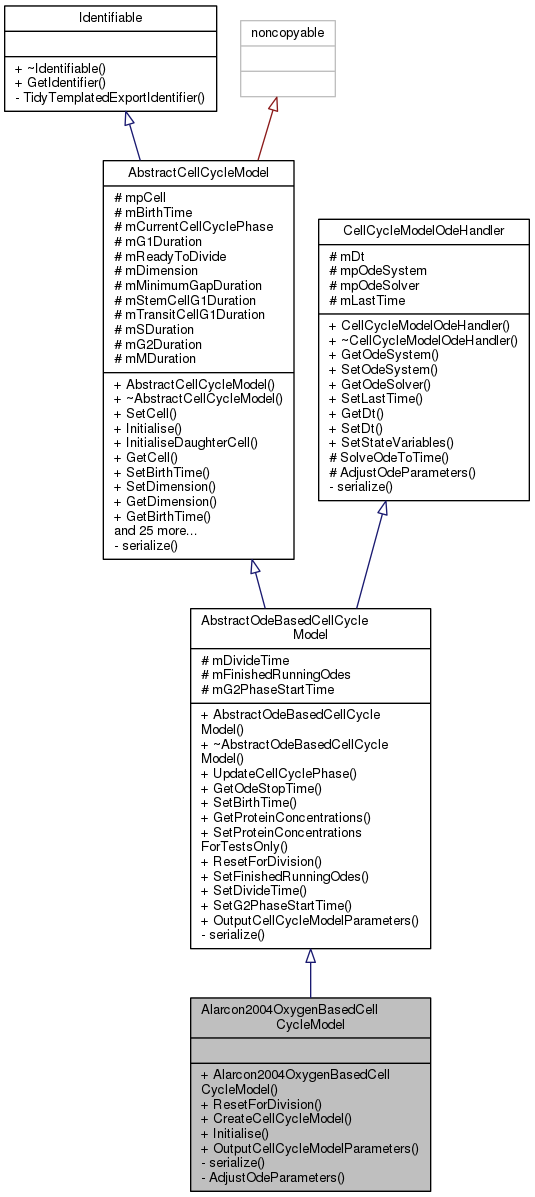 Identifiable
+ ~Identifiable()
+ GetIdentifier()
- TidyTemplatedExportIdentifier()
noncopyable
AbstractCellCycleModel
# mpCell
# mBirthTime
# mCurrentCellCyclePhase
# mG1Duration
# mReadyToDivide
# mDimension
# mMinimumGapDuration
# mStemCellG1Duration
# mTransitCellG1Duration
# mSDuration
# mG2Duration
# mMDuration
+ AbstractCellCycleModel()
+ ~AbstractCellCycleModel()
+ SetCell()
+ Initialise()
+ InitialiseDaughterCell()
+ GetCell()
+ SetBirthTime()
+ SetDimension()
+ GetDimension()
+ GetBirthTime()
and 25 more...
- serialize()
CellCycleModelOdeHandler
# mDt
# mpOdeSystem
# mpOdeSolver
# mLastTime
+ CellCycleModelOdeHandler()
+ ~CellCycleModelOdeHandler()
+ GetOdeSystem()
+ SetOdeSystem()
+ GetOdeSolver()
+ SetLastTime()
+ GetDt()
+ SetDt()
+ SetStateVariables()
# SolveOdeToTime()
# AdjustOdeParameters()
- serialize()
AbstractOdeBasedCellCycle
Model
# mDivideTime
# mFinishedRunningOdes
# mG2PhaseStartTime
+ AbstractOdeBasedCellCycle
Model()
+ ~AbstractOdeBasedCellCycle
Model()
+ UpdateCellCyclePhase()
+ GetOdeStopTime()
+ SetBirthTime()
+ GetProteinConcentrations()
+ SetProteinConcentrations
ForTestsOnly()
+ ResetForDivision()
+ SetFinishedRunningOdes()
+ SetDivideTime()
+ SetG2PhaseStartTime()
+ OutputCellCycleModelParameters()
- serialize()
Alarcon2004OxygenBasedCell
CycleModel
+ Alarcon2004OxygenBasedCell
CycleModel()
+ ResetForDivision()
+ CreateCellCycleModel()
+ Initialise()
+ OutputCellCycleModelParameters()
- serialize()
- AdjustOdeParameters()